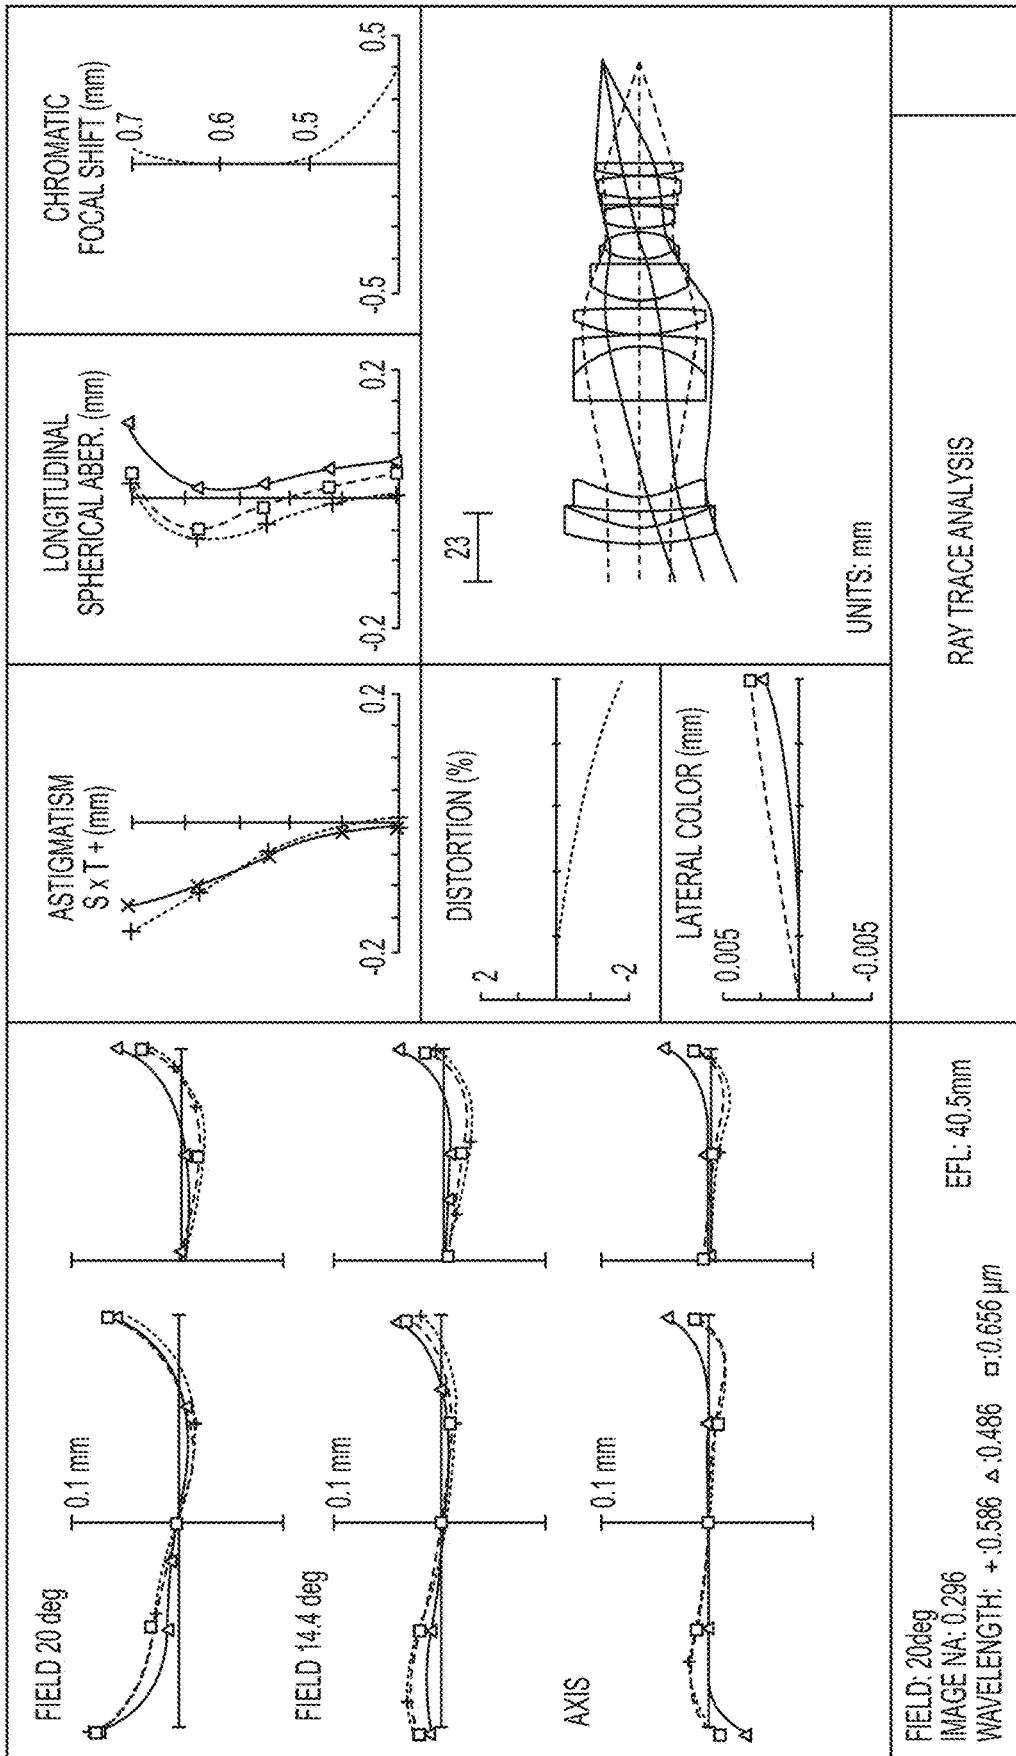 FIELD 20 deg
0.1 mm
FIELD 14.4 deg
0.1 mm
AXIS
0.1 mm
ASTIGMATISM
S x T + (mm)
-0.2
0.2
LONGITUDINAL
SPHERICAL ABER. (mm)
-0.2
0.2
CHROMATIC
FOCAL SHIFT (mm)
0.7
0.6
0.5
-0.5
0.5
DISTORTION (%)
2
-2
LATERAL COLOR (mm)
0.005
-0.005
23
UNITS: mm
FIELD: 20deg
IMAGE NA: 0.296
EFL: 40.5mm
WAVELENGTH: +:0.586 △:0.486 □:0.656 μm
RAY TRACE ANALYSIS